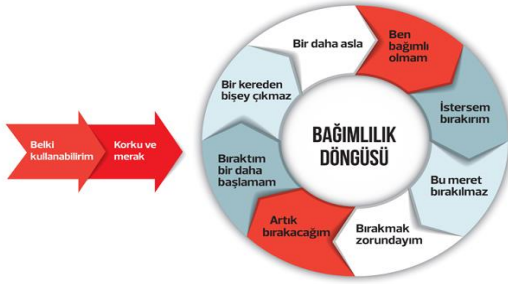 Belki
kullanabilirim
Korku ve
merak
BAĞIMLILIK
DÖNGÜSÜ
Bir daha asla
Ben
bağımlı
olmam
İstersem
bırakırım
Bu meret
bırakılmaz
Bırakmak
zorundayım
Artık
bırakacağım
Bıraktım
bir daha
başlamam
Bir kereden
bişey çıkmaz